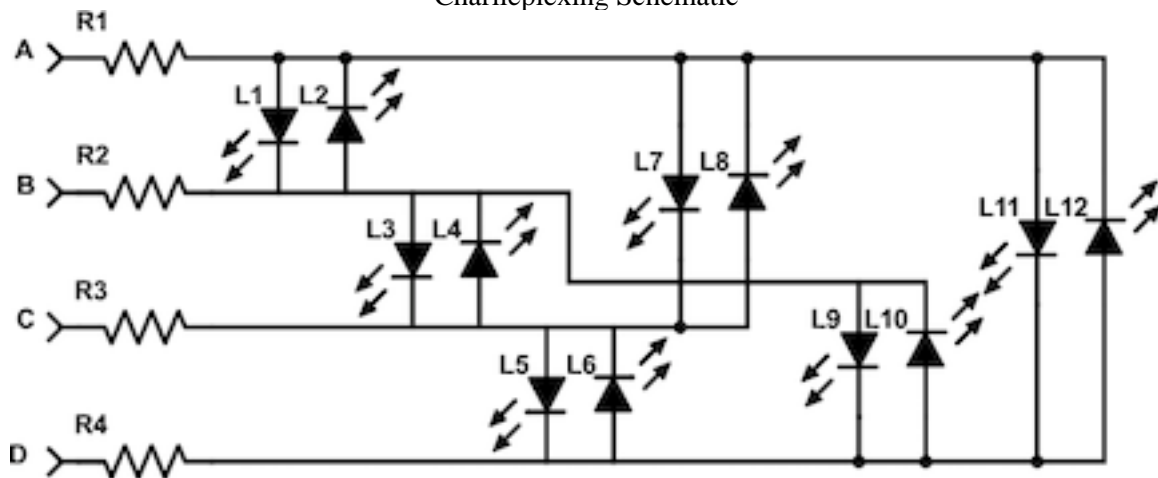 Charlieplexing Schematic
R1
A
L1 L2
R2
L7 L8
B
L3 L4
L11 L12
R3
C
L9 L10
L5 L6
R4
D